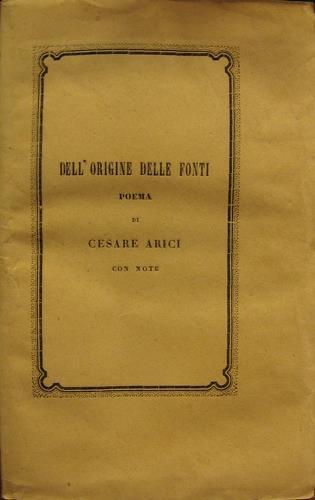 DELL' ORIGINE DELLE FONTI
POEMA
DI
CESARE ARICI
CON NOTE